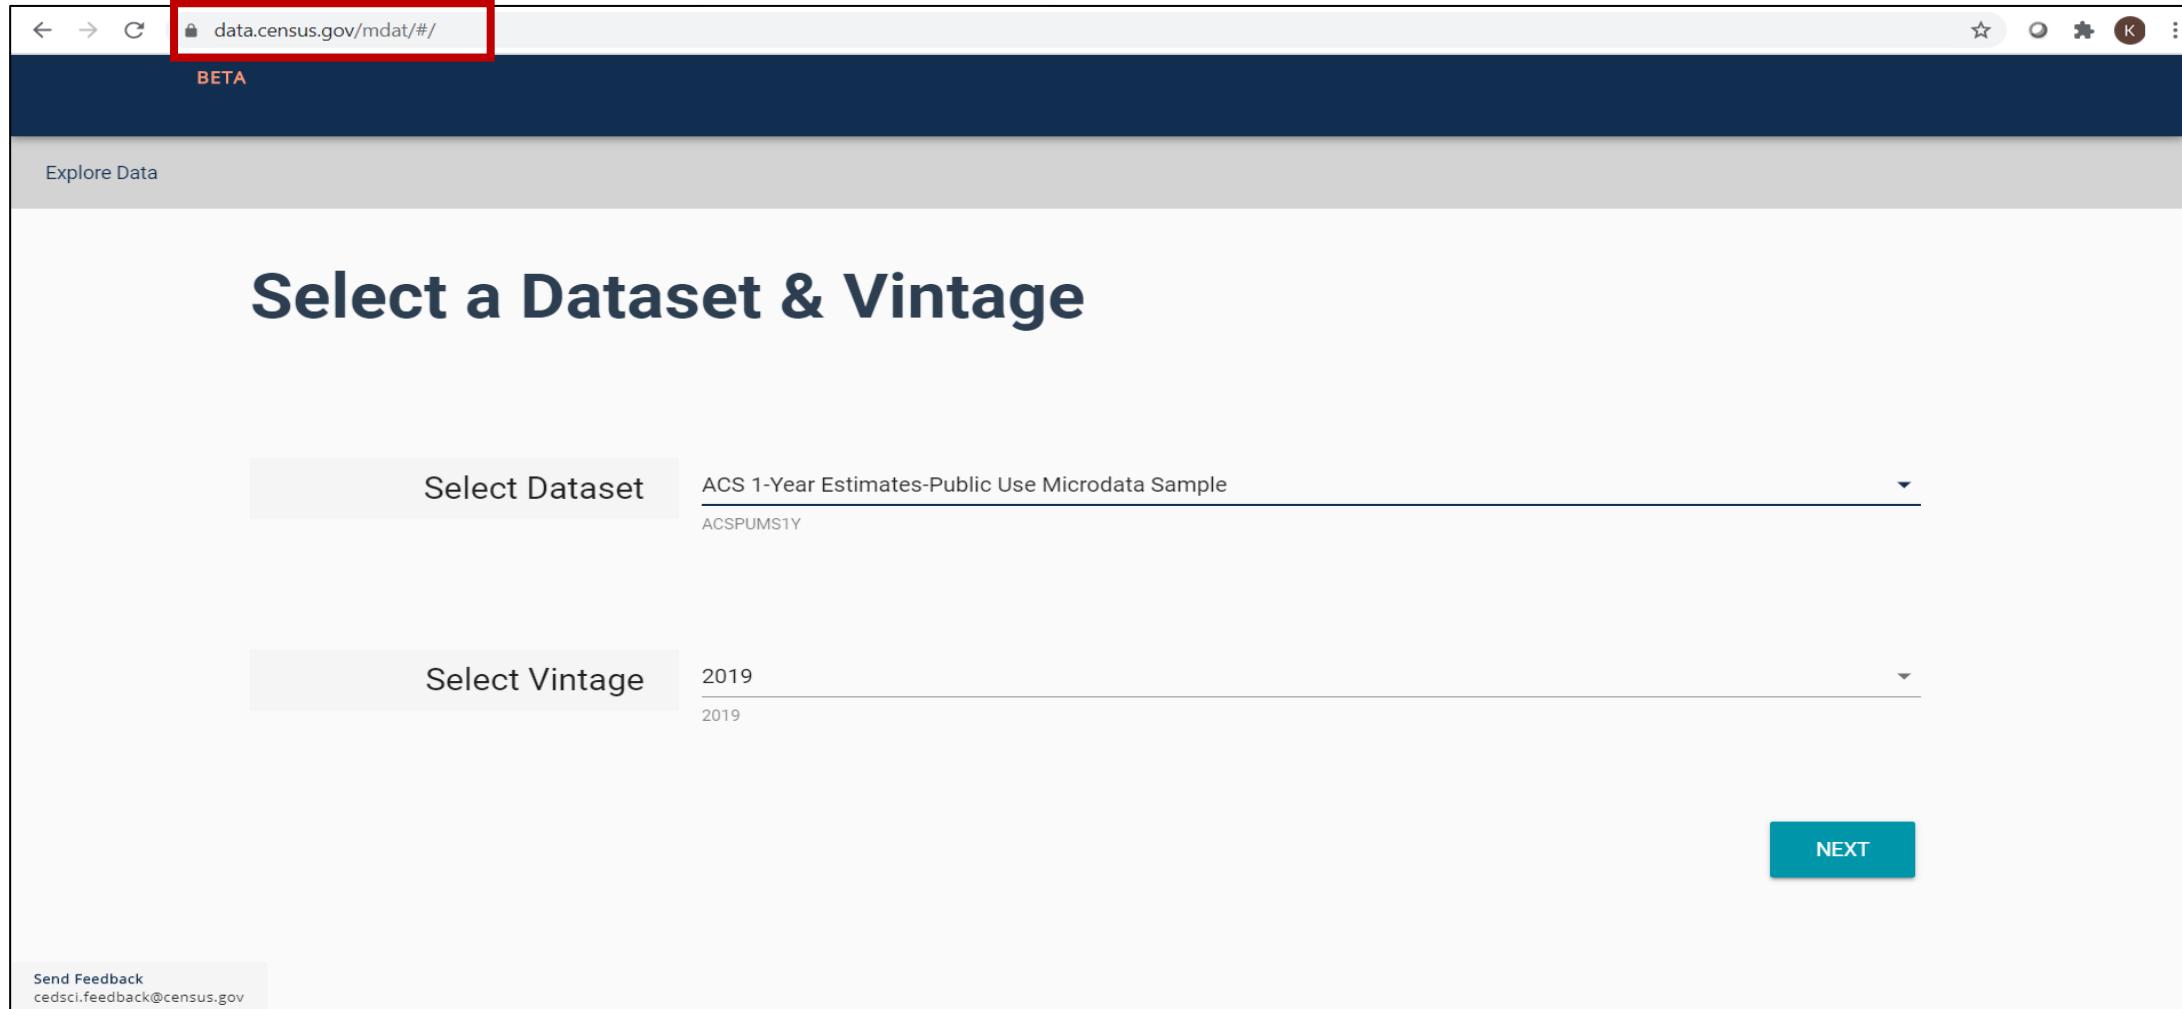 data.census.gov/mdat/#/
K
BETA
Explore Data
Select a Dataset & Vintage
Select Dataset
ACS 1-Year Estimates-Public Use Microdata Sample
ACSPUMS1Y
Select Vintage
2019
2019
NEXT
Send Feedback
cedsci.feedback@census.gov